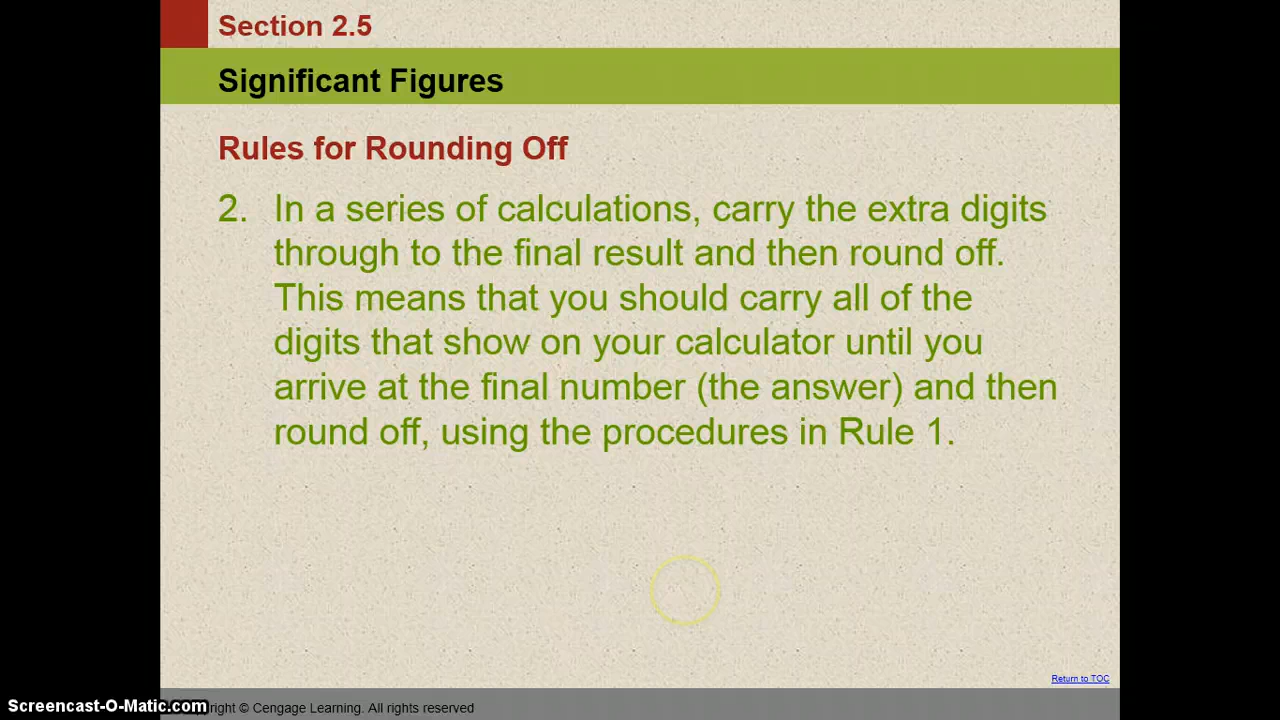 Section 2.5
Significant Figures
Rules for Rounding Off
2. In a series of calculations, carry the extra digits
through to the final result and then round off.
This means that you should carry all of the
digits that show on your calculator until you
arrive at the final number (the answer) and then
round off, using the procedures in Rule 1.
Return to TOC
Screencast-O-Matic.com
right © Cengage Learning. All rights reserved